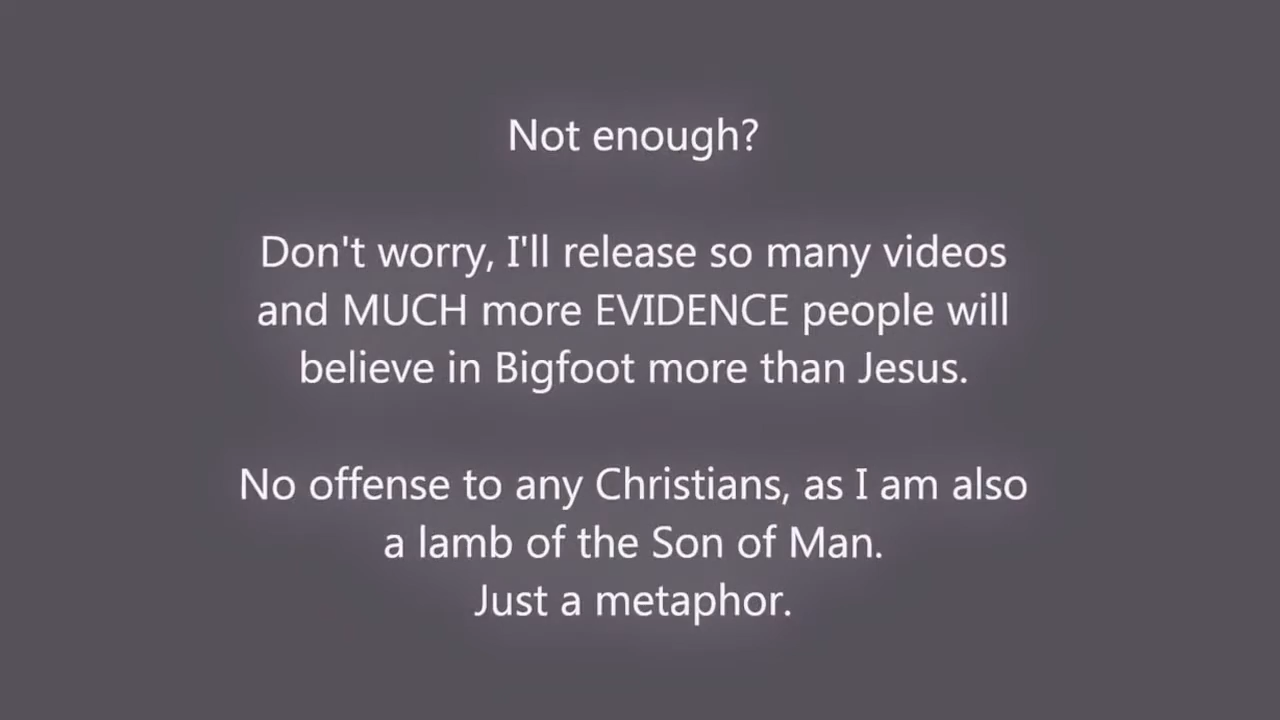 Not enough?
Don't worry, I'll release so many videos
and MUCH more EVIDENCE people will
believe in Bigfoot more than Jesus.
No offense to any Christians, as I am also
a lamb of the Son of Man.
Just a metaphor.